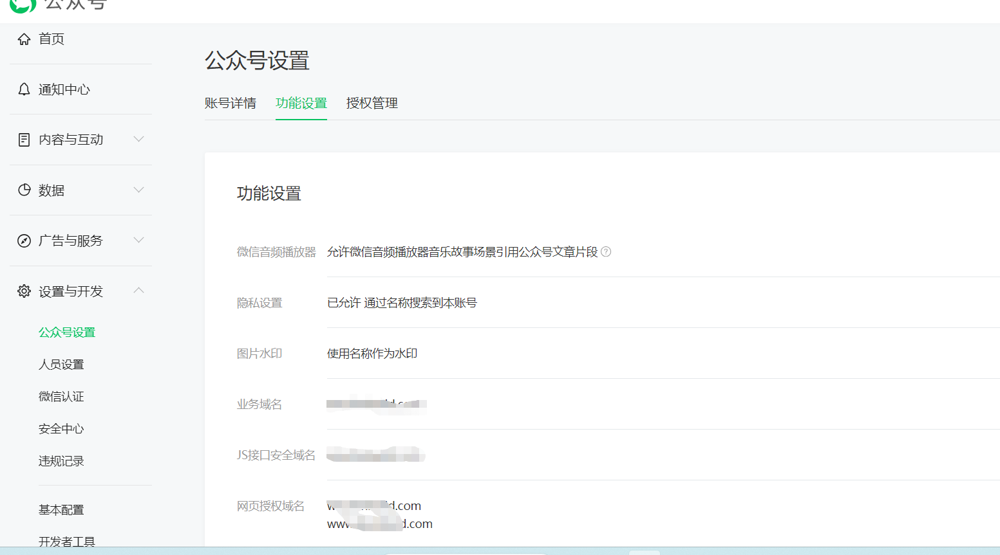 公众号
首页
通知中心
内容与互动
数据
广告与服务
设置与开发
公众号设置
人员设置
微信认证
安全中心
违规记录
基本配置
开发者工具
公众号设置
账号详情 功能设置 授权管理
功能设置
微信音频播放器 允许微信音频播放器音乐故事场景引用公众号文章片段
隐私设置 已允许 通过名称搜索到本账号
图片水印 使用名称作为水印
业务域名
JS接口安全域名
网页授权域名 d.com
www d.com